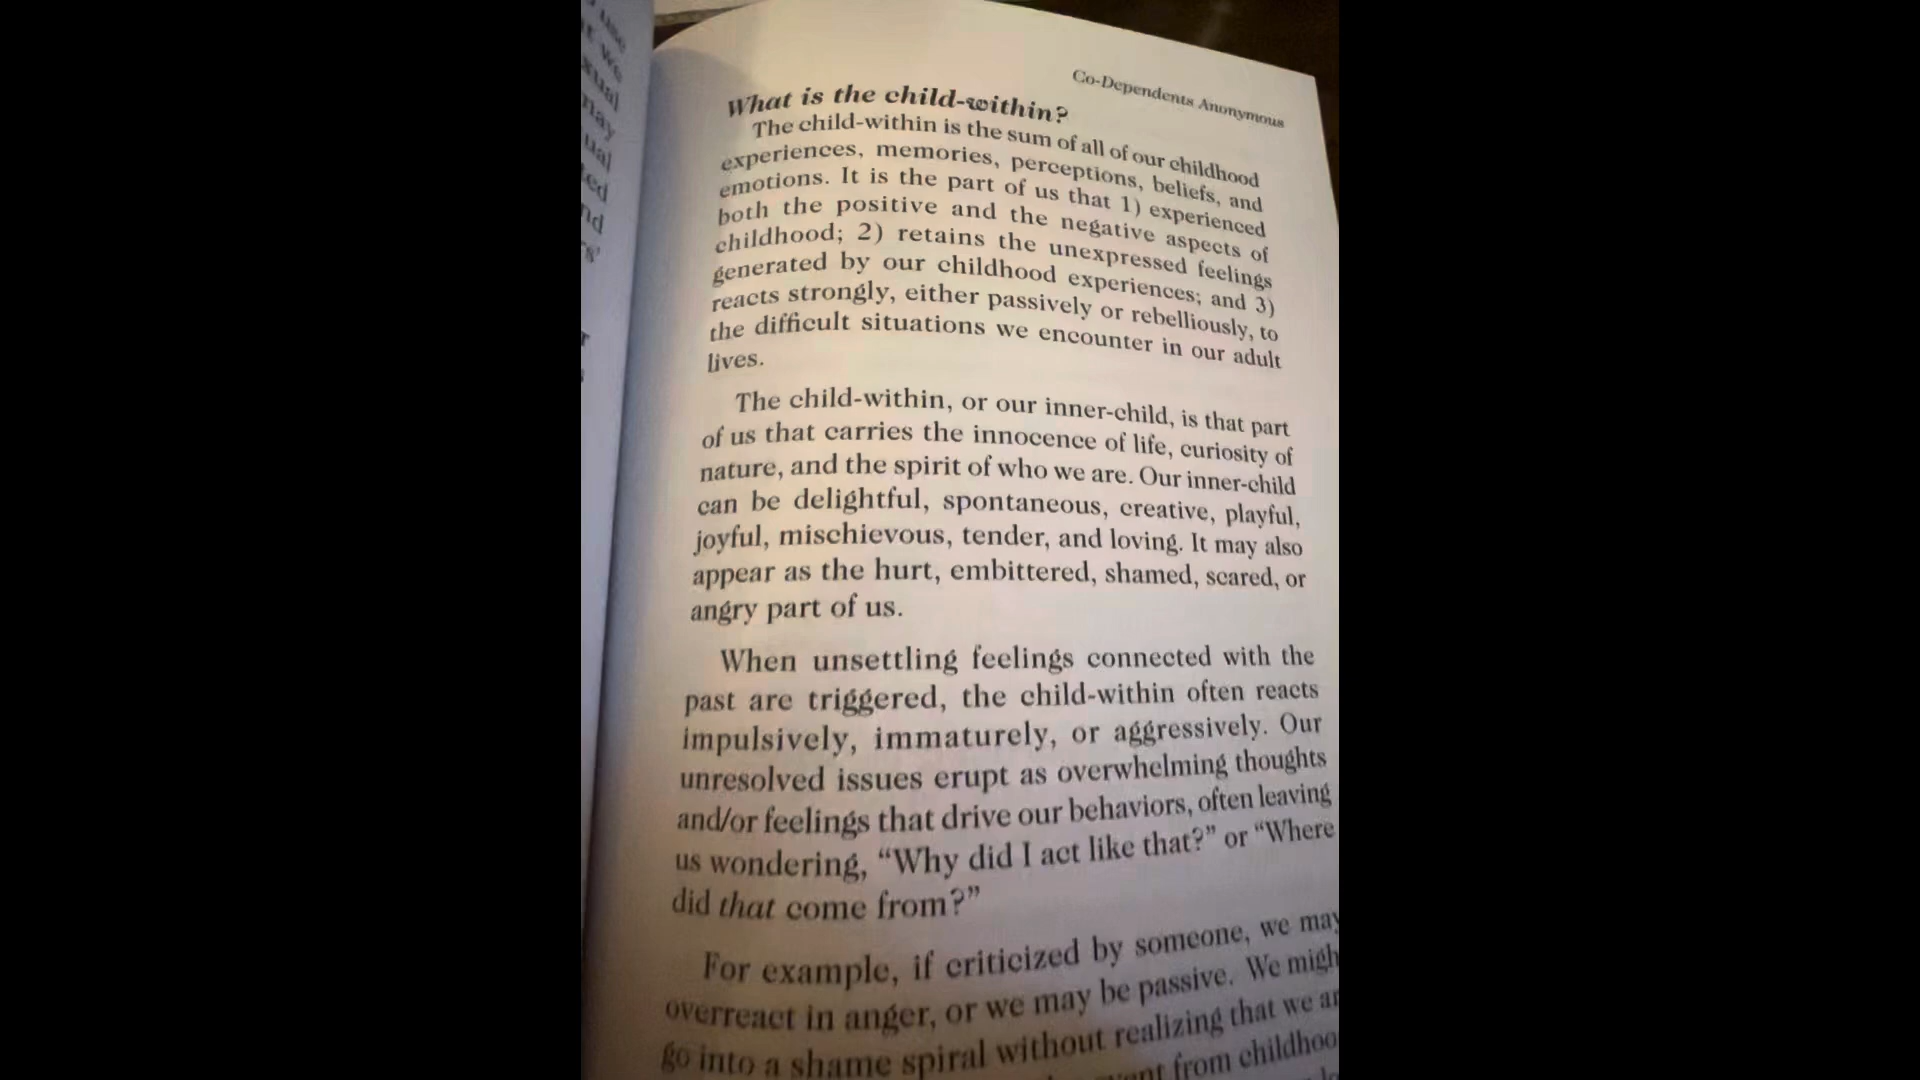 Co-Dependents Anonymous
What is the child-within?
The child-within is the sum of all of our childhood
experiences, memories, perceptions, beliefs, and
emotions. It is the part of us that 1) experienced
both the positive and the negative aspects of
childhood; 2) retains the unexpressed feelings
generated by our childhood experiences; and 3)
reacts strongly, either passively or rebelliously, to
the difficult situations we encounter in our adult
lives.
The child-within, or our inner-child, is that part
of us that carries the innocence of life, curiosity of
nature, and the spirit of who we are. Our inner-child
can be delightful, spontaneous, creative, playful,
joyful, mischievous, tender, and loving. It may also
appear as the hurt, embittered, shamed, scared, or
angry part of us.
When unsettling feelings connected with the
past are triggered, the child-within often reacts
impulsively, immaturely, or aggressively. Our
unresolved issues erupt as overwhelming thoughts
and/or feelings that drive our behaviors, often leaving
us wondering, “Why did I act like that?” or “Where
did that come from?”
For example, if criticized by someone, we may
overreact in anger, or we may be passive. We migh
go into a shame spiral without realizing that we ar
from childhoo